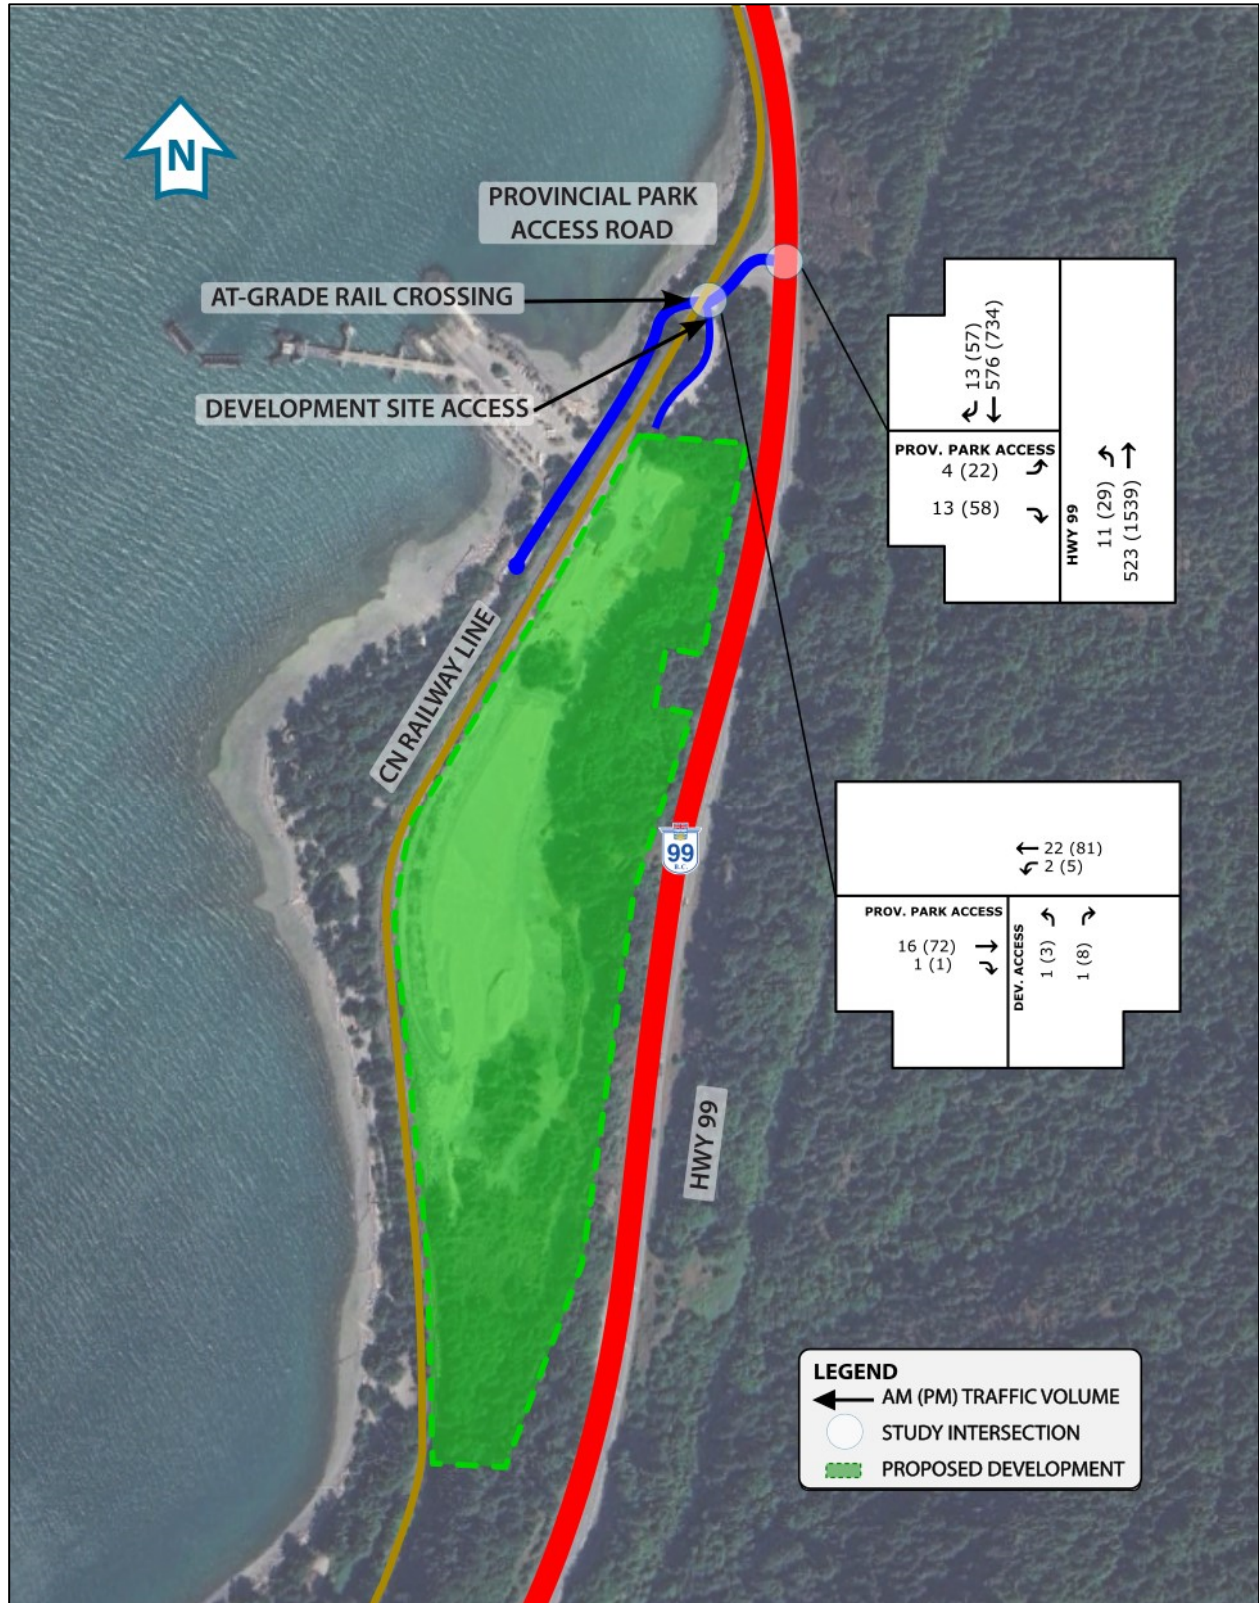 N
PROVINCIAL PARK
ACCESS ROAD
AT-GRADE RAIL CROSSING
DEVELOPMENT SITE ACCESS
13 (57)
576 (734)
PROV. PARK ACCESS
4 (22)
13 (58)
HWY 99
11 (29)
523 (1539)
CN RAILWAY LINE
99
B.C.
22 (81)
2 (5)
PROV. PARK ACCESS
16 (72)
1 (1)
DEV. ACCESS
1 (3)
1 (8)
HWY 99
LEGEND
AM (PM) TRAFFIC VOLUME
STUDY INTERSECTION
PROPOSED DEVELOPMENT